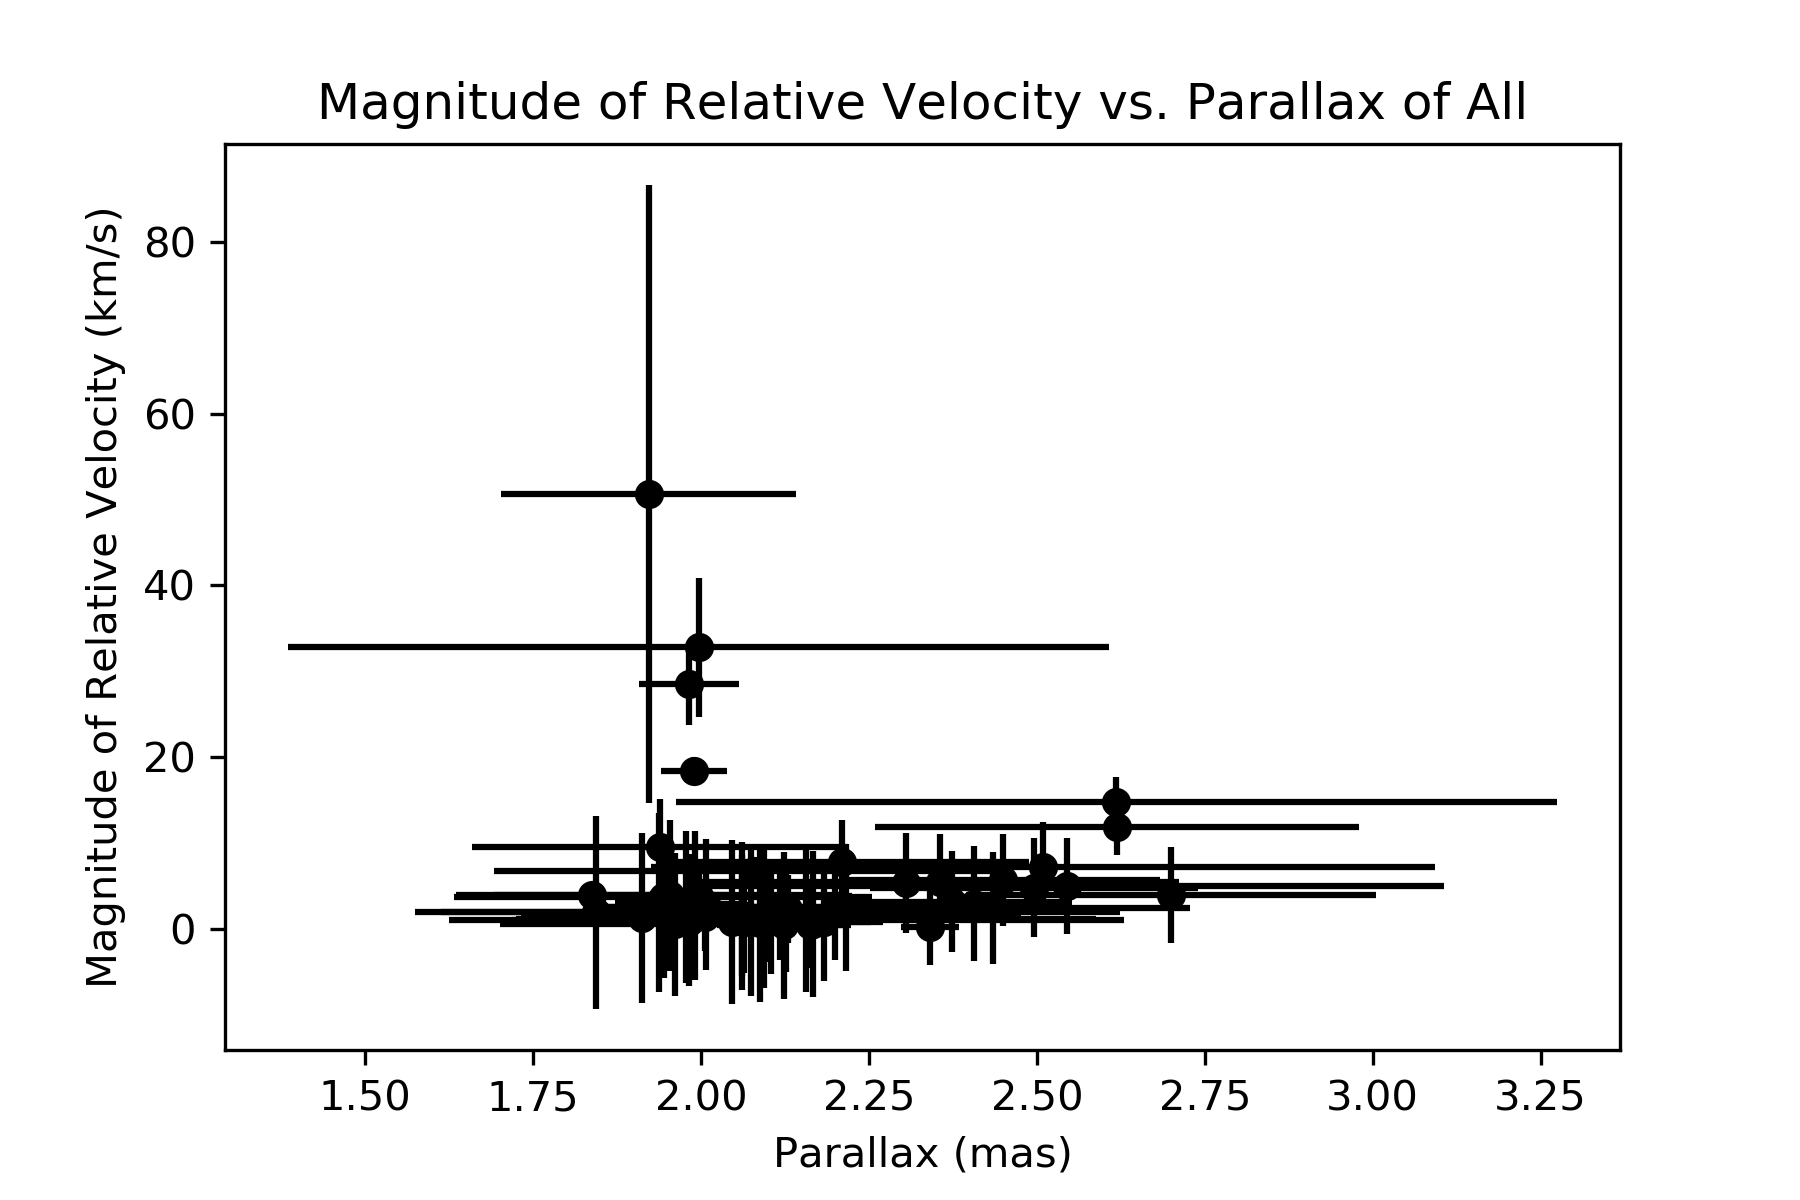 Magnitude of Relative Velocity vs. Parallax of All
Magnitude of Relative Velocity (km/s)
80
60
40
20
0
1.50 1.75 2.00 2.25 2.50 2.75 3.00 3.25
Parallax (mas)